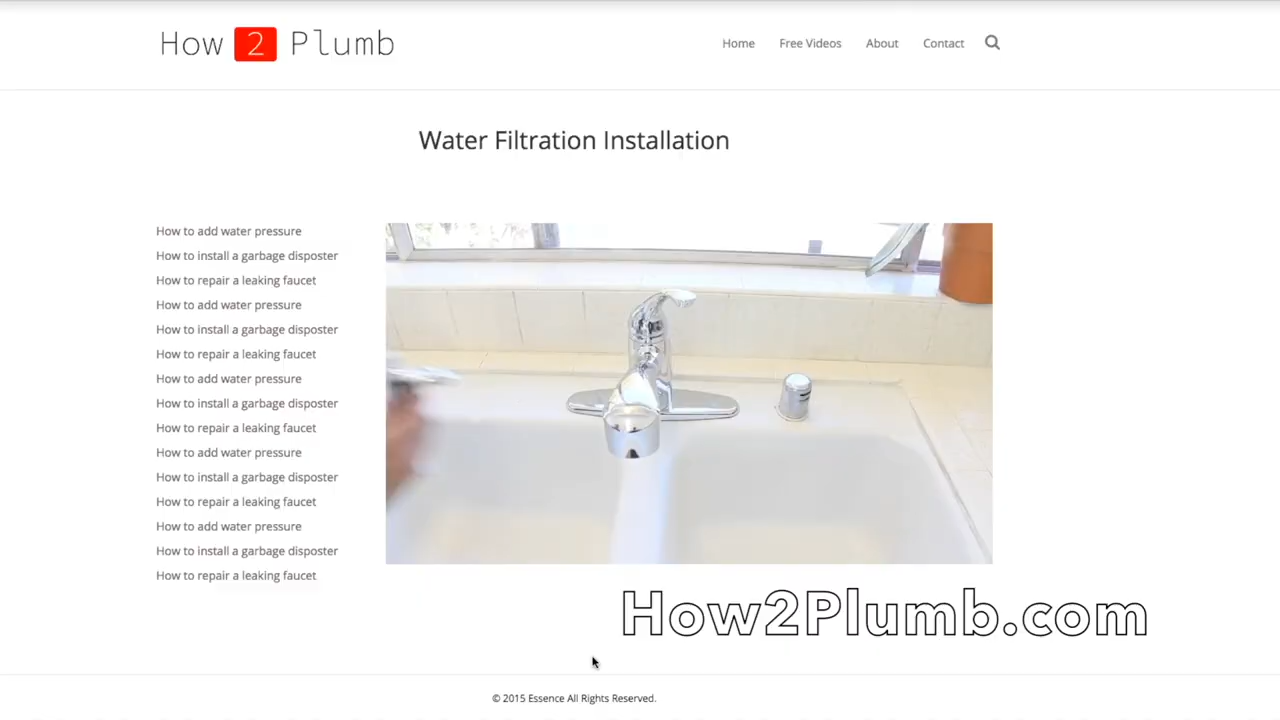 How 2 Plumb
Home Free Videos About Contact
Water Filtration Installation
How to add water pressure
How to install a garbage disposter
How to repair a leaking faucet
How to add water pressure
How to install a garbage disposter
How to repair a leaking faucet
How to add water pressure
How to install a garbage disposter
How to repair a leaking faucet
How to add water pressure
How to install a garbage disposter
How to repair a leaking faucet
How to add water pressure
How to install a garbage disposter
How to repair a leaking faucet
How2Plumb.com
© 2015 Essence All Rights Reserved.